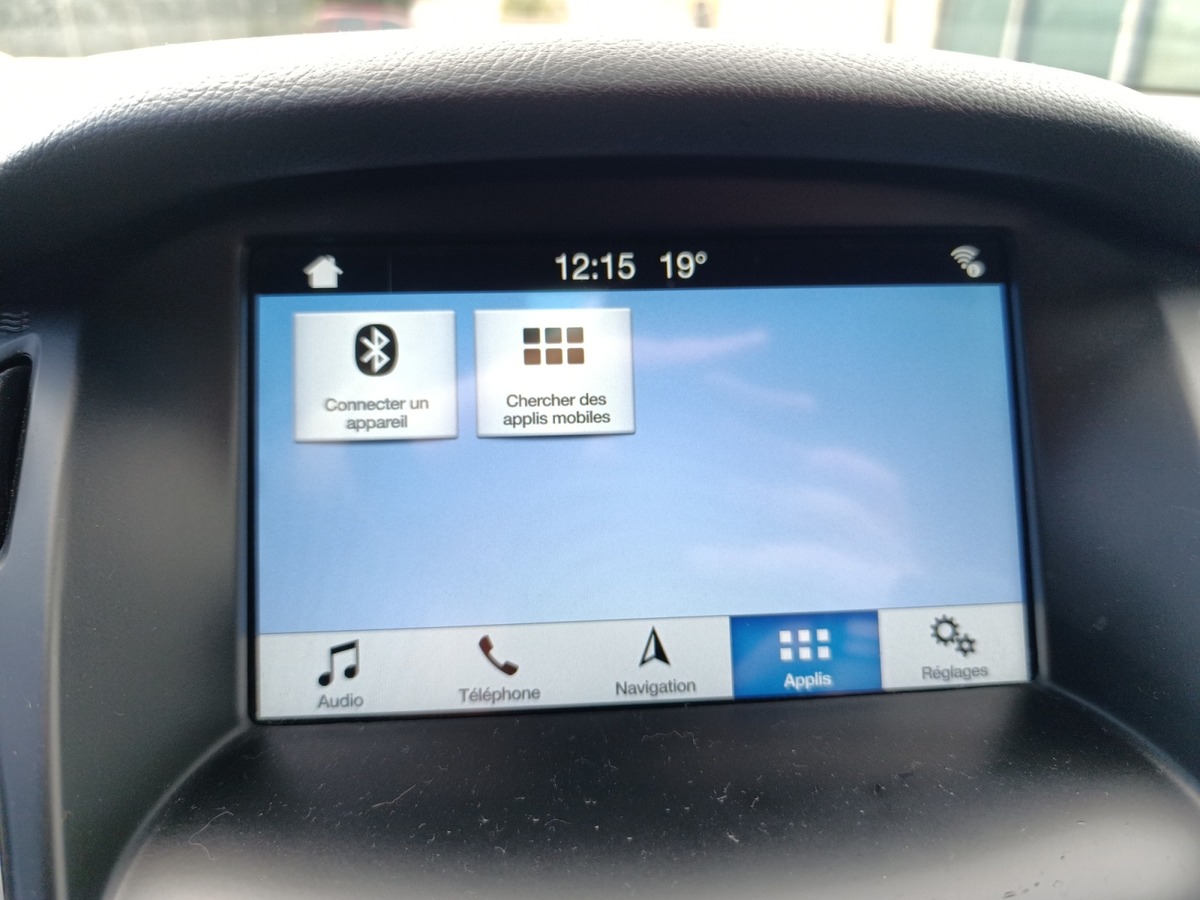 12:15 19°
Connecter un
appareil
Chercher des
applis mobiles
Audio
Téléphone
Navigation
Applis
Réglages